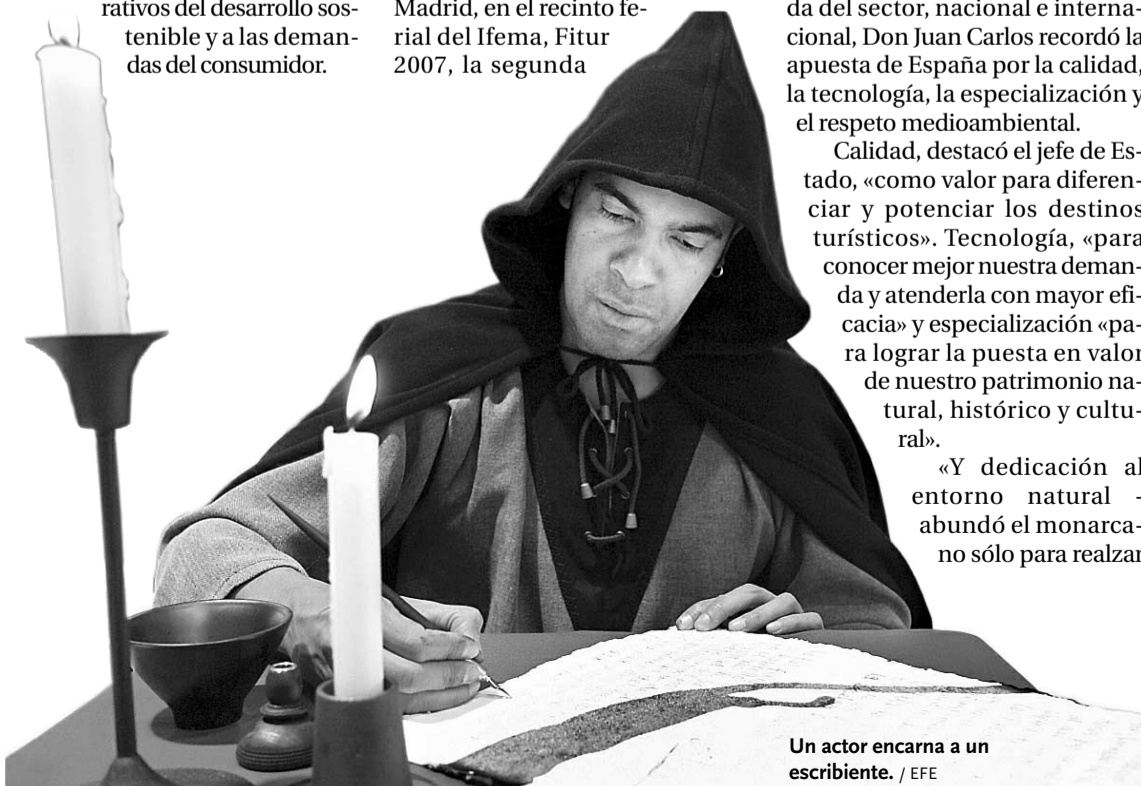 rativos del desarrollo sos-
tenible y a las deman-
das del consumidor.
Madrid, en el recinto fe-
rial del Ifema, Fitur
2007, la segunda
da del sector, nacional e interna-
cional, Don Juan Carlos recordó la
apuesta de España por la calidad,
la tecnología, la especialización y
el respeto medioambiental.
Calidad, destacó el jefe de Es-
tado, «como valor para diferen-
ciar y potenciar los destinos
turísticos». Tecnología, «para
conocer mejor nuestra deman-
da y atenderla con mayor efi-
cacia» y especialización «pa-
ra lograr la puesta en valor
de nuestro patrimonio na-
tural, histórico y cultu-
ral».
«Y dedicación al
entorno natural -
abundó el monarca-
no sólo para realzar
Un actor encarna a un
escribiente. / EFE